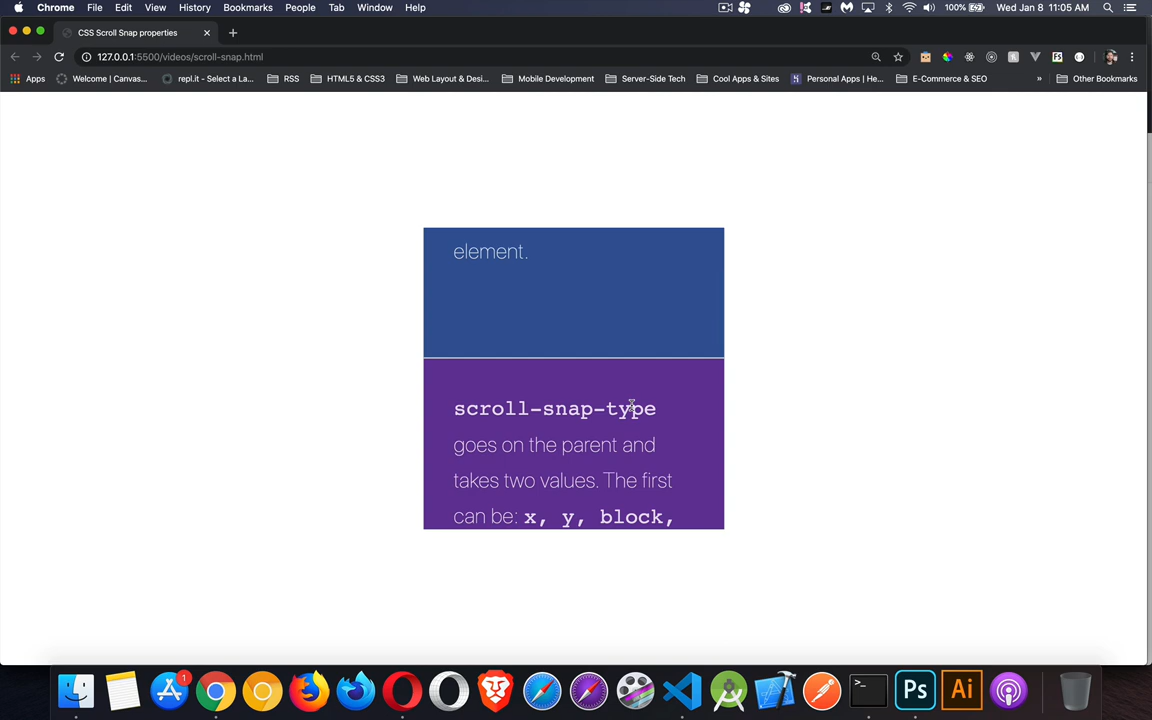 Chrome File Edit View History Bookmarks People Tab Window Help 100% Wed Jan 8 11:05 AM
CSS Scroll Snap properties
127.0.0.1:5500/videos/scroll-snap.html
Apps Welcome | Canvas... repl.it - Select a La... RSS HTML5 & CSS3 Web Layout & Desi... Mobile Development Server-Side Tech Cool Apps & Sites Personal Apps | He... E-Commerce & SEO » Other Bookmarks
element.
scroll-snap-type
goes on the parent and
takes two values. The first
can be: x, y, block,
1
>_ Ps Ai